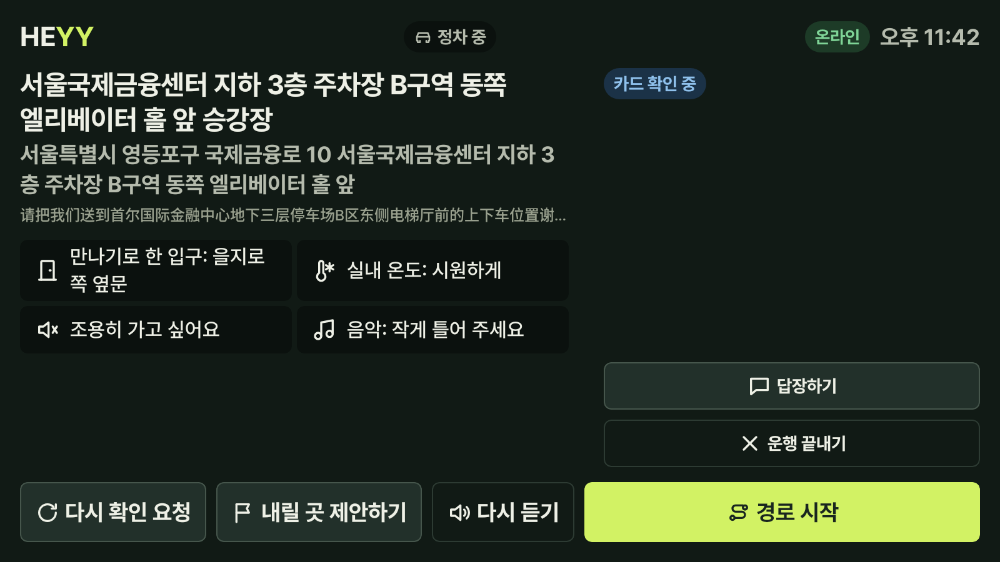 HEYY
정차 중
온라인 오후 11:42
서울국제금융센터 지하 3층 주차장 B구역 동쪽
엘리베이터 홀 앞 승강장
카드 확인 중
서울특별시 영등포구 국제금융로 10 서울국제금융센터 지하 3
층 주차장 B구역 동쪽 엘리베이터 홀 앞
请把我们送到首尔国际金融中心地下三层停车场B区东侧电梯厅前的上下车位置谢...
만나기로 한 입구: 을지로
쪽 옆문
실내 온도: 시원하게
조용히 가고 싶어요
음악: 작게 틀어 주세요
답장하기
운행 끝내기
다시 확인 요청
내릴 곳 제안하기
다시 듣기
경로 시작